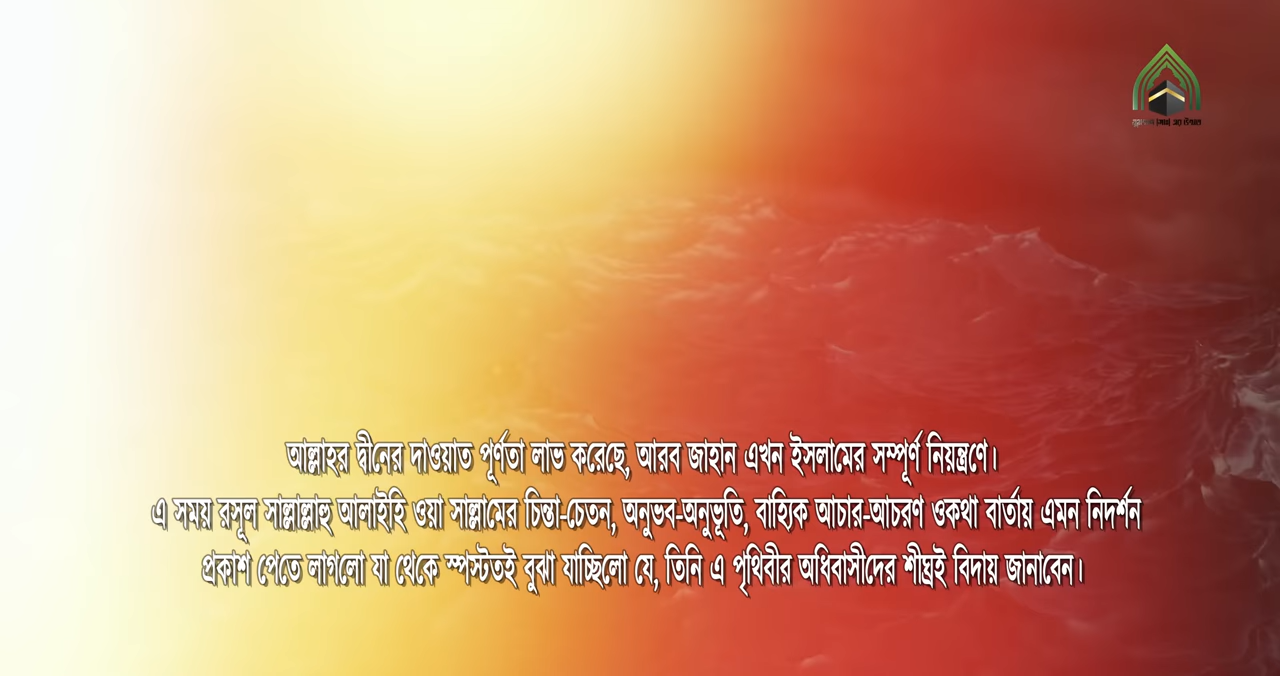 আল্লাহর দ্বীনের দাওয়াত পূর্ণতা লাভ করেছে, আরব জাহান এখন ইসলামের সম্পূর্ণ নিয়ন্ত্রণে।
এ সময় রসূল সাল্লাল্লাহু আলাইহি ওয়া সাল্লামের চিন্তা-চেতন, অনুভব-অনুভূতি, বাহ্যিক আচার-আচরণ ওকথা বার্তায় এমন নিদর্শন
প্রকাশ পেতে লাগলো যা থেকে স্পস্টতই বুঝা যাচ্ছিলো যে, তিনি এ পৃথিবীর অধিবাসীদের শীঘ্রই বিদায় জানাবেন।